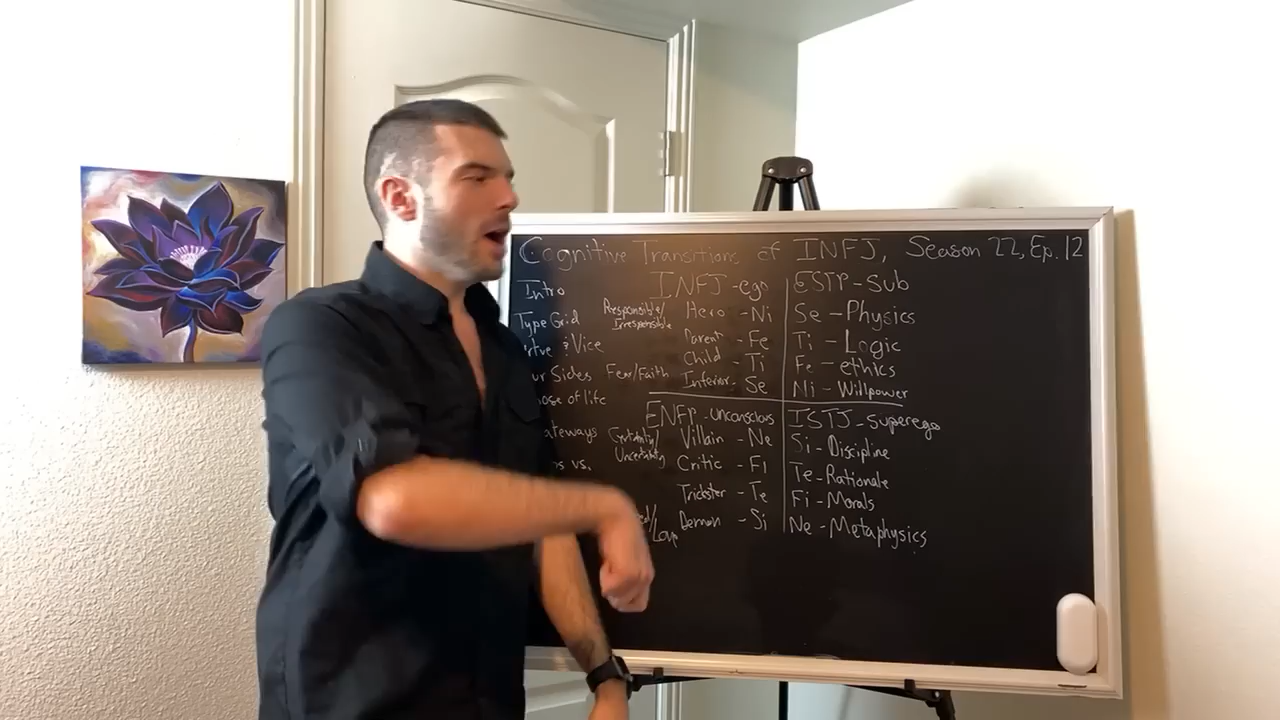 Cognitive Transitions of INFJ, Season 22, Ep. 12
Intro
Type Grid
? Vice
Sides
of life
vs.
INFJ - ego
Responsible/
Irresponsible
Hero - Ni
Parent - Fe
Child - Ti
Fear/Faith
Inferior - Se
ESTP - Sub
Se - Physics
Ti - Logic
Fe - ethics
Ni - Willpower
ENFP - Unconscious
Certainty/
Uncertainty
Villain - Ne
Critic - Fi
Trickster - Te
Demon - Si
Loup
ISTJ - Superego
Si - Discipline
Te - Rationale
Fi - Morals
Ne - Metaphysics